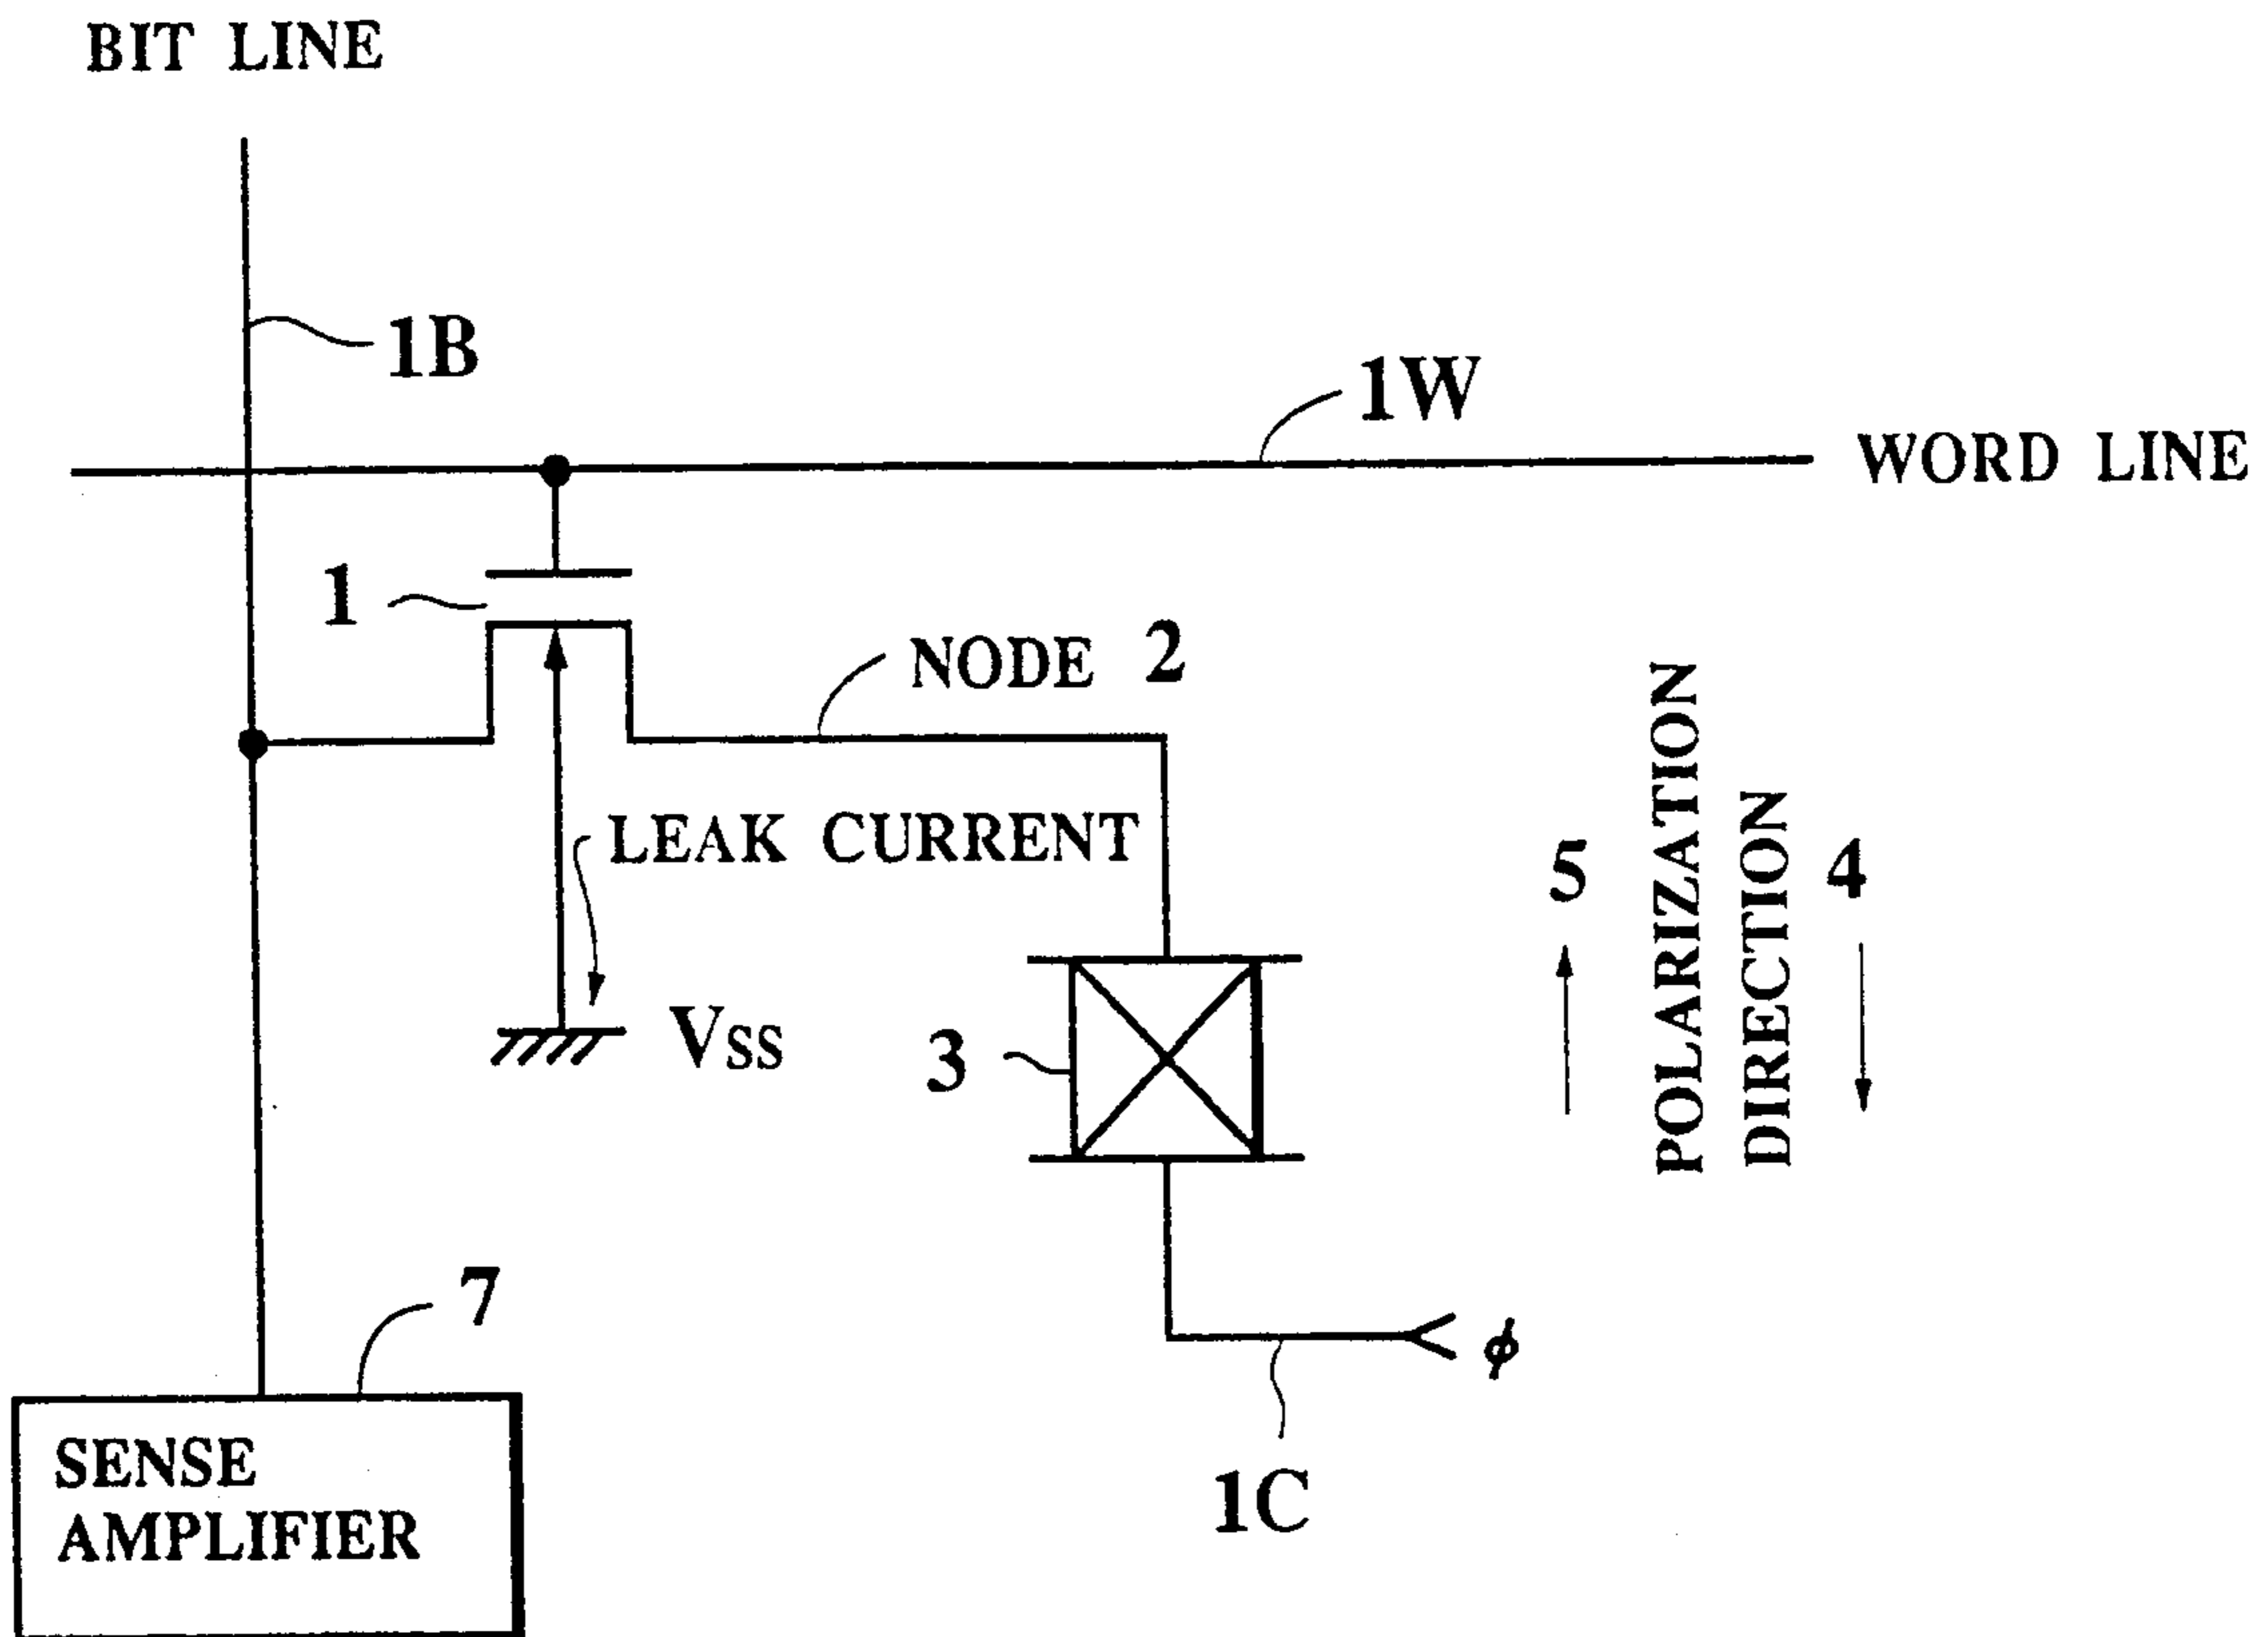 BIT LINE
1B
1W
WORD LINE
1
NODE 2
LEAK CURRENT
VSS
3
5
POLARIZATION
DIRECTION
4
7
ϕ
1C
SENSE
AMPLIFIER